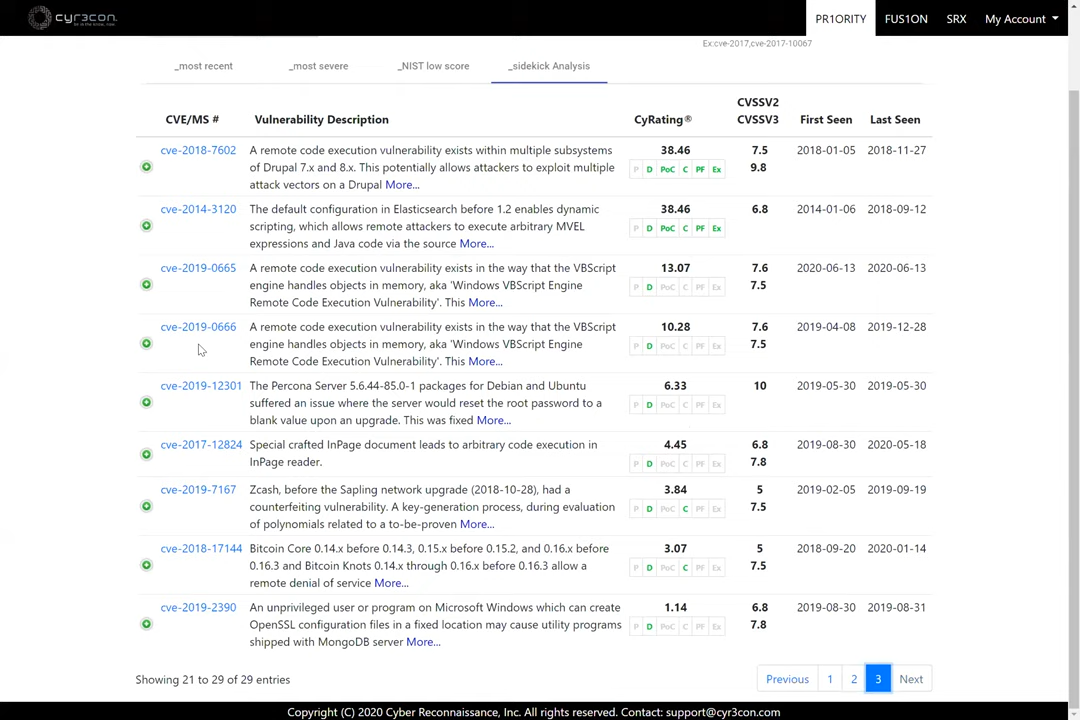 cyr3con.
PR1ORITY FUS1ON SRX My Account
Ex:cve-2017,cve-2017-10067
_most recent _most severe _NIST low score _sidekick Analysis
CVE/MS # Vulnerability Description CyRating® CVSSV2 CVSSV3 First Seen Last Seen
cve-2018-7602 A remote code execution vulnerability exists within multiple subsystems 38.46 7.5 2018-01-05 2018-11-27
of Drupal 7.x and 8.x. This potentially allows attackers to exploit multiple P D PoC C PF Ex 9.8
attack vectors on a Drupal More...
cve-2014-3120 The default configuration in Elasticsearch before 1.2 enables dynamic 38.46 6.8 2014-01-06 2018-09-12
scripting, which allows remote attackers to execute arbitrary MVEL P D PoC C PF Ex
expressions and Java code via the source More...
cve-2019-0665 A remote code execution vulnerability exists in the way that the VBScript 13.07 7.6 2020-06-13 2020-06-13
engine handles objects in memory, aka 'Windows VBScript Engine P D PoC C PF Ex 7.5
Remote Code Execution Vulnerability'. This More...
cve-2019-0666 A remote code execution vulnerability exists in the way that the VBScript 10.28 7.6 2019-04-08 2019-12-28
engine handles objects in memory, aka 'Windows VBScript Engine P D PoC C PF Ex 7.5
Remote Code Execution Vulnerability'. This More...
cve-2019-12301 The Percona Server 5.6.44-85.0-1 packages for Debian and Ubuntu 6.33 10 2019-05-30 2019-05-30
suffered an issue where the server would reset the root password to a P D PoC C PF Ex
blank value upon an upgrade. This was fixed More...
cve-2017-12824 Special crafted InPage document leads to arbitrary code execution in 4.45 6.8 2019-08-30 2020-05-18
InPage reader. P D PoC C PF Ex 7.8
cve-2019-7167 Zcash, before the Sapling network upgrade (2018-10-28), had a 3.84 5 2019-02-05 2019-09-19
counterfeiting vulnerability. A key-generation process, during evaluation P D PoC C PF Ex 7.5
of polynomials related to a to-be-proven More...
cve-2018-17144 Bitcoin Core 0.14.x before 0.14.3, 0.15.x before 0.15.2, and 0.16.x before 3.07 5 2018-09-20 2020-01-14
0.16.3 and Bitcoin Knots 0.14.x through 0.16.x before 0.16.3 allow a P D PoC C PF Ex 7.5
remote denial of service More...
cve-2019-2390 An unprivileged user or program on Microsoft Windows which can create 1.14 6.8 2019-08-30 2019-08-31
OpenSSL configuration files in a fixed location may cause utility programs P D PoC C PF Ex 7.8
shipped with MongoDB server More...
Showing 21 to 29 of 29 entries Previous 1 2 3 Next
Copyright (C) 2020 Cyber Reconnaissance, Inc. All rights reserved. Contact: support@cyr3con.com